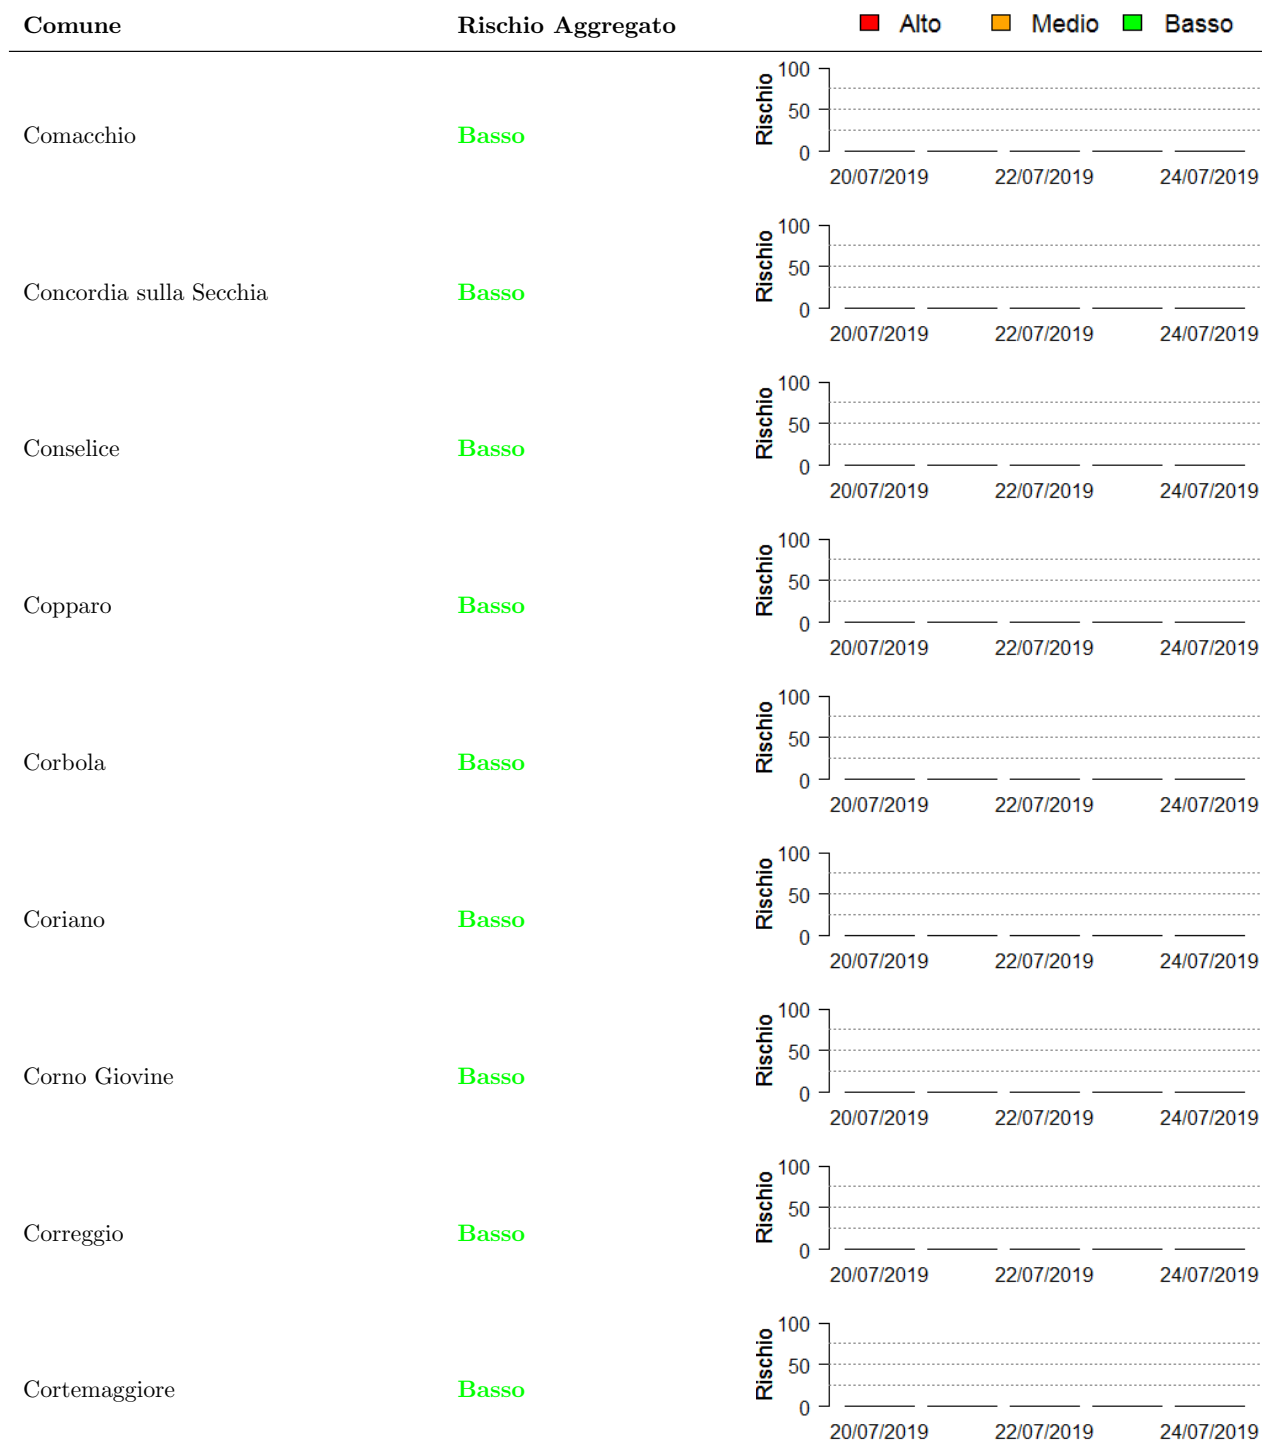 Comune Rischio Aggregato Alto Medio Basso
100
50
0
Rischio
Comacchio Basso
20/07/2019 22/07/2019 24/07/2019
100
50
0
Rischio
Concordia sulla Secchia Basso
20/07/2019 22/07/2019 24/07/2019
100
50
0
Rischio
Conselice Basso
20/07/2019 22/07/2019 24/07/2019
100
50
0
Rischio
Copparo Basso
20/07/2019 22/07/2019 24/07/2019
100
50
0
Rischio
Corbola Basso
20/07/2019 22/07/2019 24/07/2019
100
50
0
Rischio
Coriano Basso
20/07/2019 22/07/2019 24/07/2019
100
50
0
Rischio
Corno Giovine Basso
20/07/2019 22/07/2019 24/07/2019
100
50
0
Rischio
Correggio Basso
20/07/2019 22/07/2019 24/07/2019
100
50
0
Rischio
Cortemaggiore Basso
20/07/2019 22/07/2019 24/07/2019